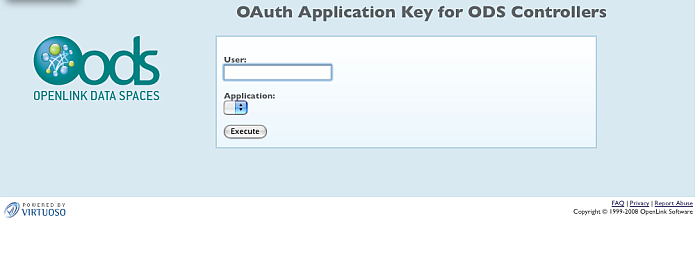 OAuth Application Key for ODS Controllers
ods
OPENLINK DATA SPACES
User:
Application:
Execute
POWERED BY
VIRTUOSO
FAQ | Privacy | Report Abuse
Copyright © 1999-2008 OpenLink Software